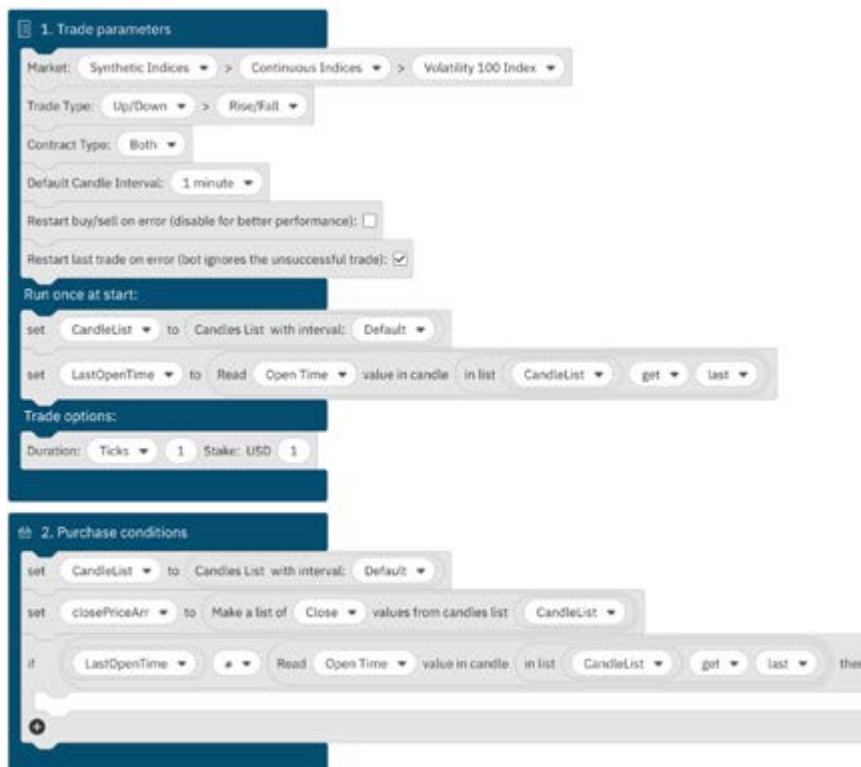 1. Trade parameters
Market: Synthetic Indices > Continuous Indices > Volatility 100 Index
Trade Type: Up/Down > Rise/Fall
Contract Type: Both
Default Candle Interval: 1 minute
Restart buy/sell on error (disable for better performance):
Restart last trade on error (bot ignores the unsuccessful trade):
Run once at start:
set CandleList to Candles List with interval: Default
set LastOpenTime to Read Open Time value in candle in list CandleList get last
Trade options:
Duration: Ticks 1 Stake: USD 1
2. Purchase conditions
set CandleList to Candles List with interval: Default
set closePriceArr to Make a list of Close values from candles list CandleList
if LastOpenTime ≠ Read Open Time value in candle in list CandleList get last then